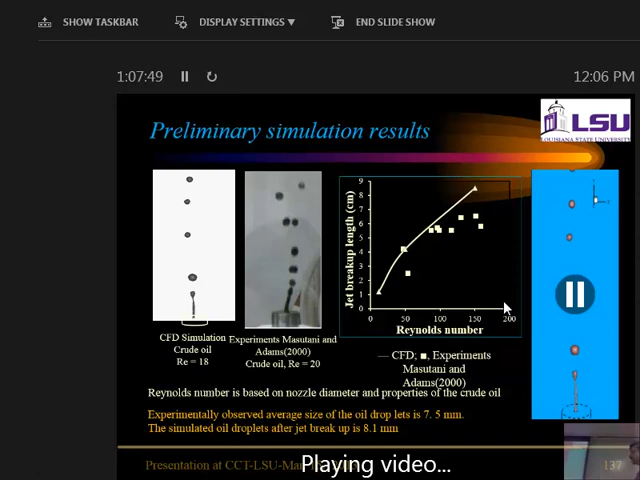 SHOW TASKBAR
DISPLAY SETTINGS ▼
END SLIDE SHOW
1:07:49
12:06 PM
Preliminary simulation results
LSU
LOUISIANA STATE UNIVERSITY
Jet breakup length (cm)
9
8
7
6
5
4
3
2
1
0
0 50 100 150 200
Reynolds number
CFD Simulation
Crude oil
Re = 18
Experiments Masutani and
Adams(2000)
Crude oil, Re = 20
— CFD; ■, Experiments
Masutani and
Adams(2000)
Reynolds number is based on nozzle diameter and properties of the crude oil
Experimentally observed average size of the oil drop lets is 7. 5 mm.
The simulated oil droplets after jet break up is 8.1 mm
Presentation at CCT-LSU-Mar
Playing video...
137